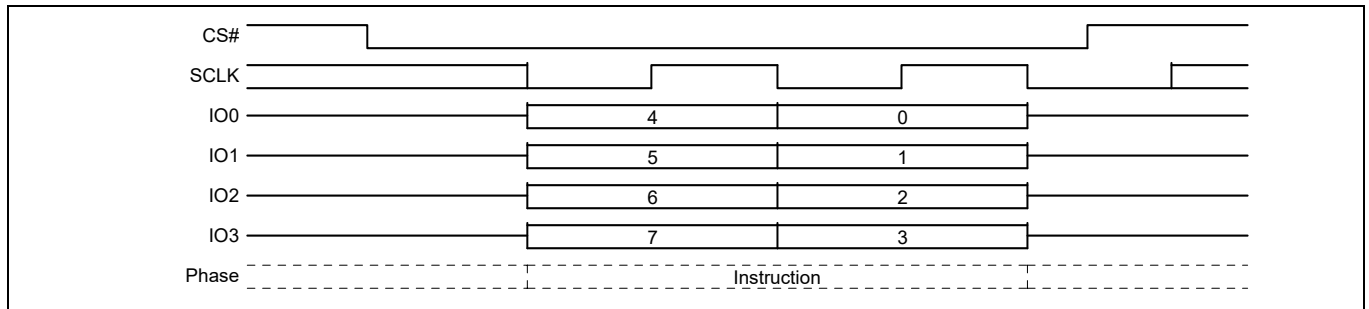 CS#
SCLK
IO0 4 0
IO1 5 1
IO2 6 2
IO3 7 3
Phase Instruction